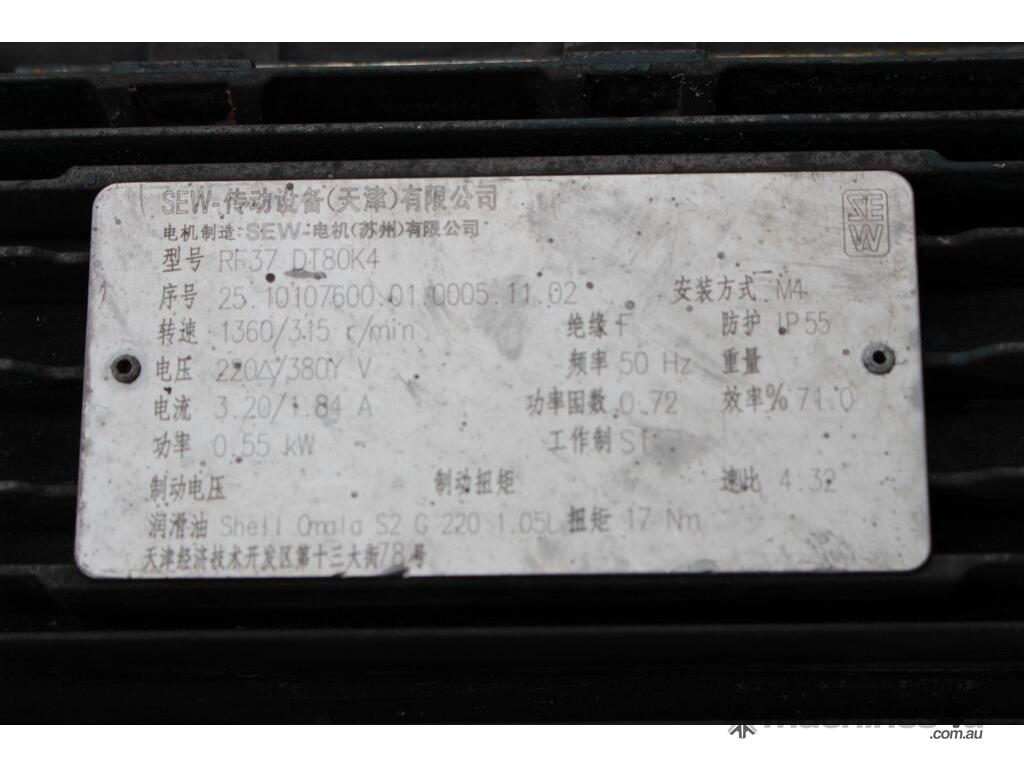 SEW-传动设备(天津)有限公司
SEW
电机制造: SEW-电机(苏州)有限公司
型号 RF37 DT80K4
序号 25.10107600.01.0005.11.02 安装方式 M4
转速 1360/315 r/min 绝缘 F 防护 IP 55
电压 220Δ/380Y V 频率 50 Hz 重量
电流 3.20/1.84 A 功率因数 0.72 效率% 71.0
功率 0.55 kW 工作制 S1
制动电压 制动扭矩 速比 4.32
润滑油 Shell Omala S2 G 220 1.05L 扭矩 17 Nm
天津经济技术开发区第十三大街78号
.com.au